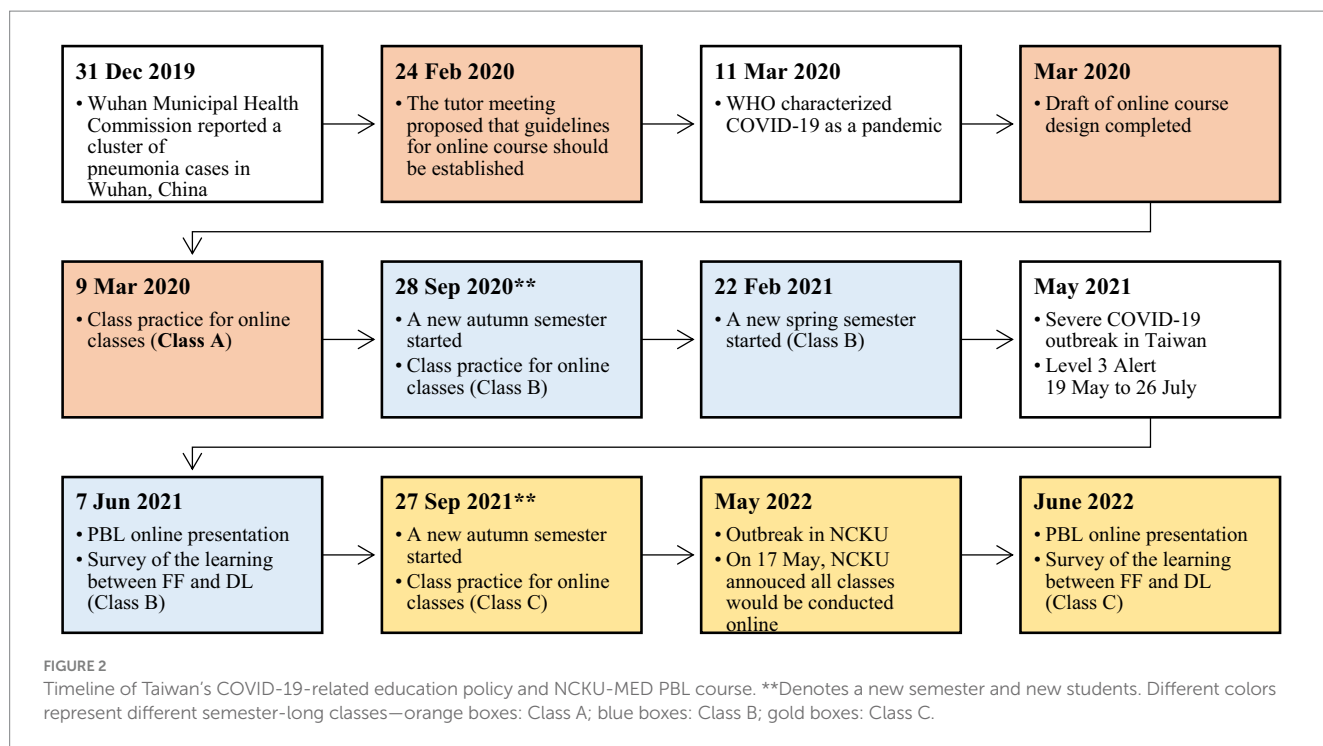 31 Dec 2019
• Wuhan Municipal Health
Commission reported a
cluster of
pneumonia cases in
Wuhan, China
24 Feb 2020
• The tutor meeting
proposed that guidelines
for online course should
be established
11 Mar 2020
• WHO characterized
COVID-19 as a pandemic
Mar 2020
• Draft of online course
design completed
9 Mar 2020
• Class practice for online
classes (Class A)
28 Sep 2020**
• A new autumn semester
started
• Class practice for online
classes (Class B)
22 Feb 2021
• A new spring semester
started (Class B)
May 2021
• Severe COVID-19
outbreak in Taiwan
• Level 3 Alert
19 May to 26 July
7 Jun 2021
• PBL online presentation
• Survey of the learning
between FF and DL
(Class B)
27 Sep 2021**
• A new autumn semester
started
• Class practice for online
classes (Class C)
May 2022
• Outbreak in NCKU
• On 17 May, NCKU
annouced all classes
would be conducted
online
June 2022
• PBL online presentation
• Survey of the learning
between FF and DL
(Class C)
FIGURE 2
Timeline of Taiwan’s COVID-19-related education policy and NCKU-MED PBL course. **Denotes a new semester and new students. Different colors
represent different semester-long classes—orange boxes: Class A; blue boxes: Class B; gold boxes: Class C.